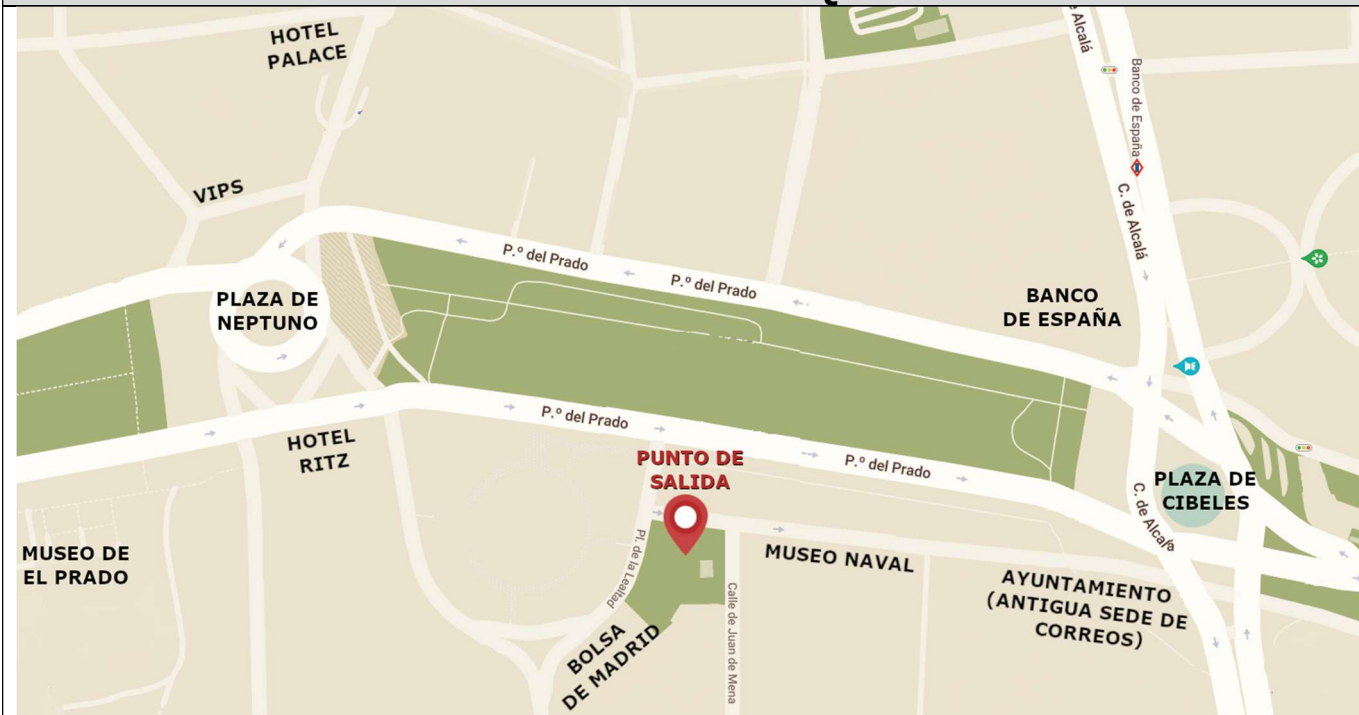 HOTEL
PALACE
e Alcalá
Banco de España
VIPS
C. de Alcalá
P.º del Prado
P.º del Prado
PLAZA DE
NEPTUNO
BANCO
DE ESPAÑA
P.º del Prado
HOTEL
RITZ
PUNTO DE
SALIDA
P.º del Prado
PLAZA DE
CIBELES
C. de Alcalá
MUSEO DE
EL PRADO
Pl. de la Lealtad
MUSEO NAVAL
AYUNTAMIENTO
(ANTIGUA SEDE DE
CORREOS)
Calle de Juan de Mena
BOLSA
DE MADRID